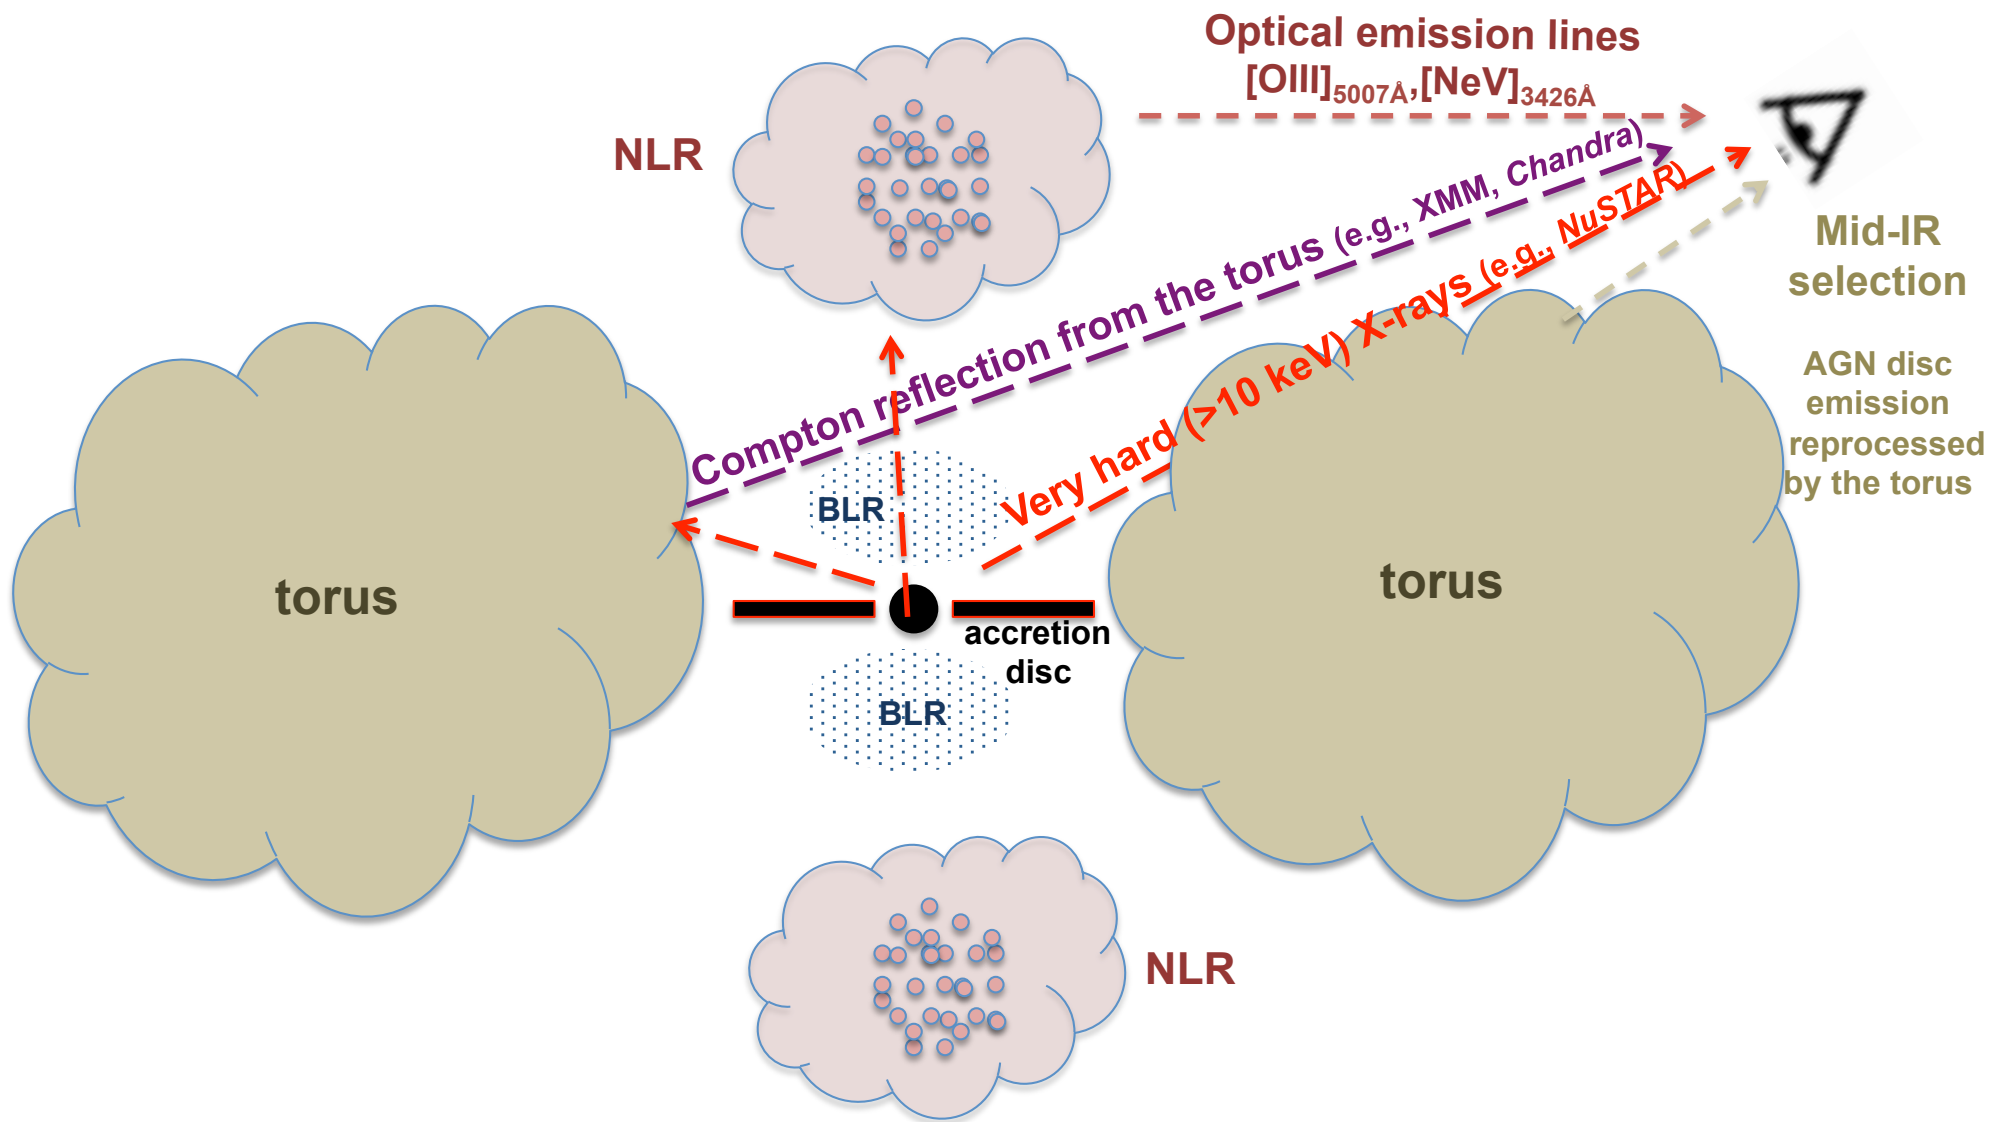 Optical emission lines
[OIII]5007Å,[NeV]3426Å
NLR
Compton reflection from the torus (e.g., XMM, Chandra)
Very hard (>10 keV) X-rays (e.g., NuSTAR)
Mid-IR
selection
AGN disc
emission
reprocessed
by the torus
BLR
torus
torus
accretion
disc
BLR
NLR